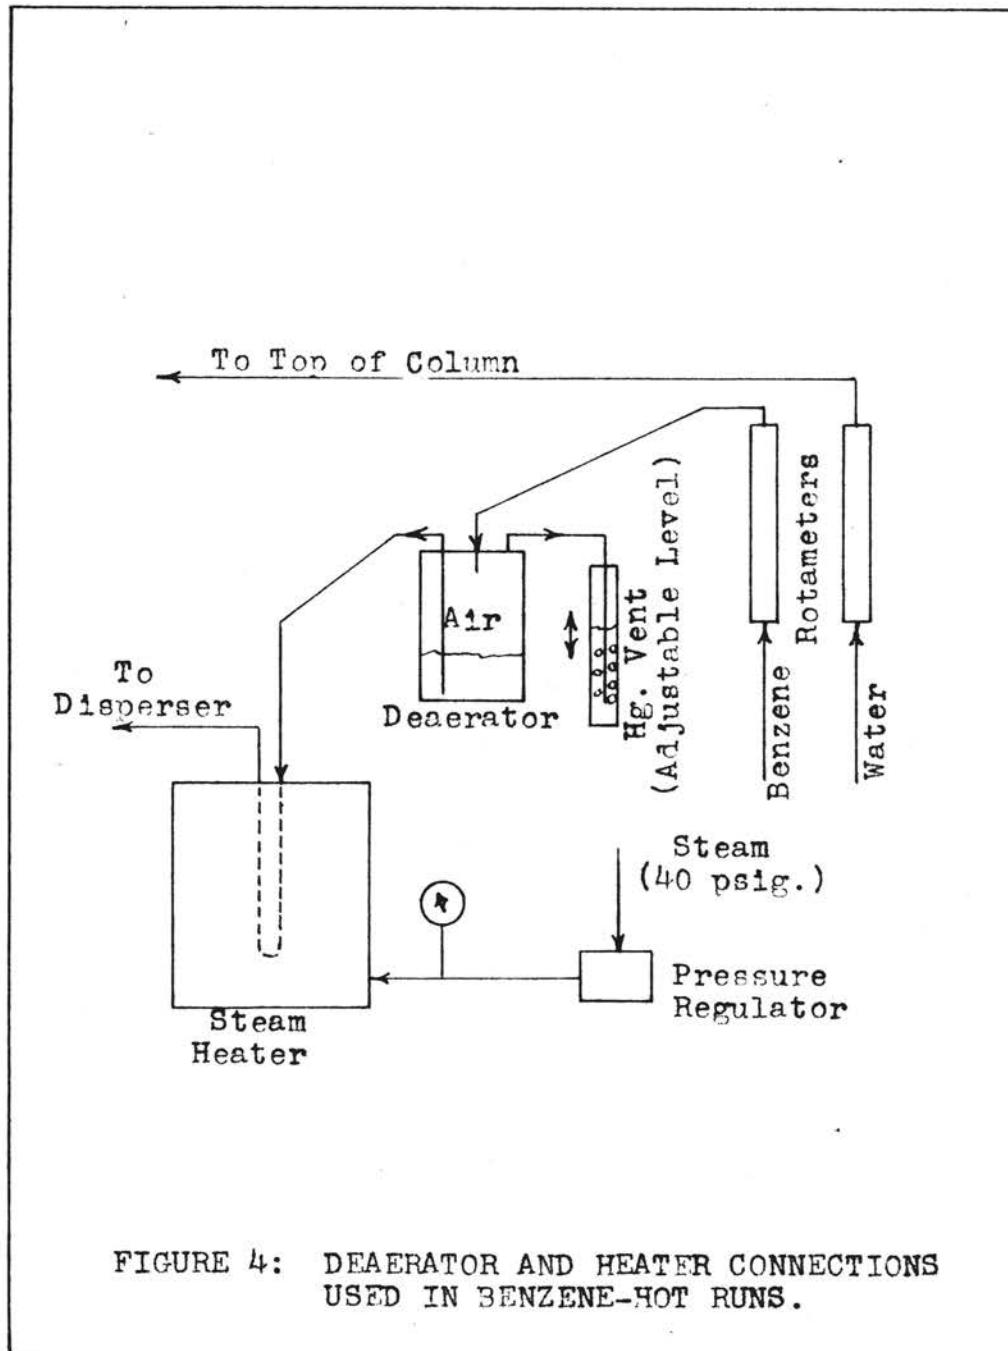 To Top of Column
Rotameters
Hg. Vent
(Adjustable Level)
Air
To
Disperser
Deaerator
Benzene
Water
Steam
(40 psig.)
Pressure
Regulator
Steam
Heater
FIGURE 4: DEAERATOR AND HEATER CONNECTIONS
USED IN BENZENE-HOT RUNS.